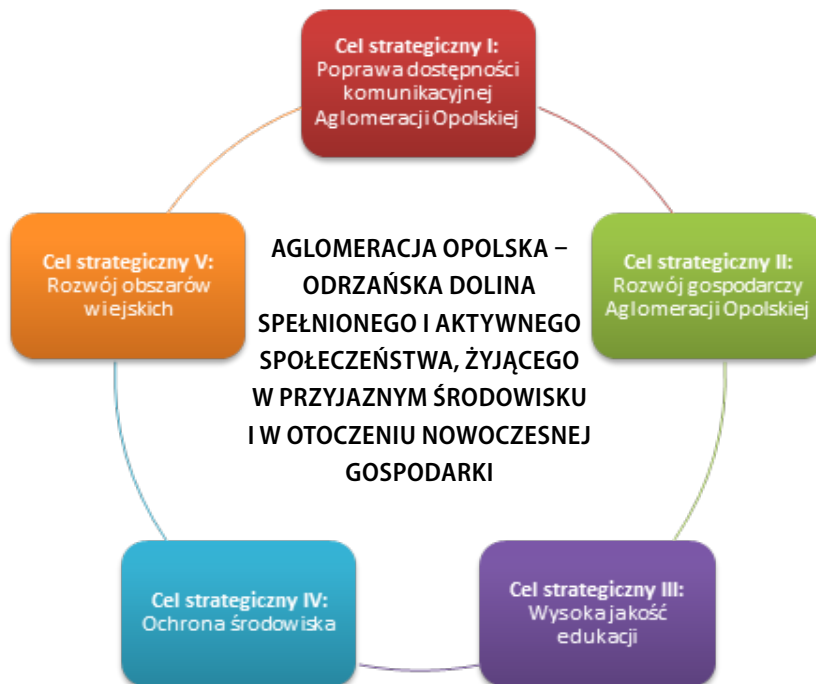 Cel strategiczny I:
Poprawa dostępności
komunikacyjnej
Aglomeracji Opolskiej
Cel strategiczny V:
Rozwój obszarów
wiejskich
AGLOMERACJA OPOLSKA –
ODRZAŃSKA DOLINA
SPEŁNIONEGO I AKTYWNEGO
SPOŁECZEŃSTWA, ŻYJĄCEGO
W PRZYJAZNYM ŚRODOWISKU
I W OTOCZENIU NOWOCZESNEJ
GOSPODARKI
Cel strategiczny II:
Rozwój gospodarczy
Aglomeracji Opolskiej
Cel strategiczny IV:
Ochrona środowiska
Cel strategiczny III:
Wysoka jakość
edukacji